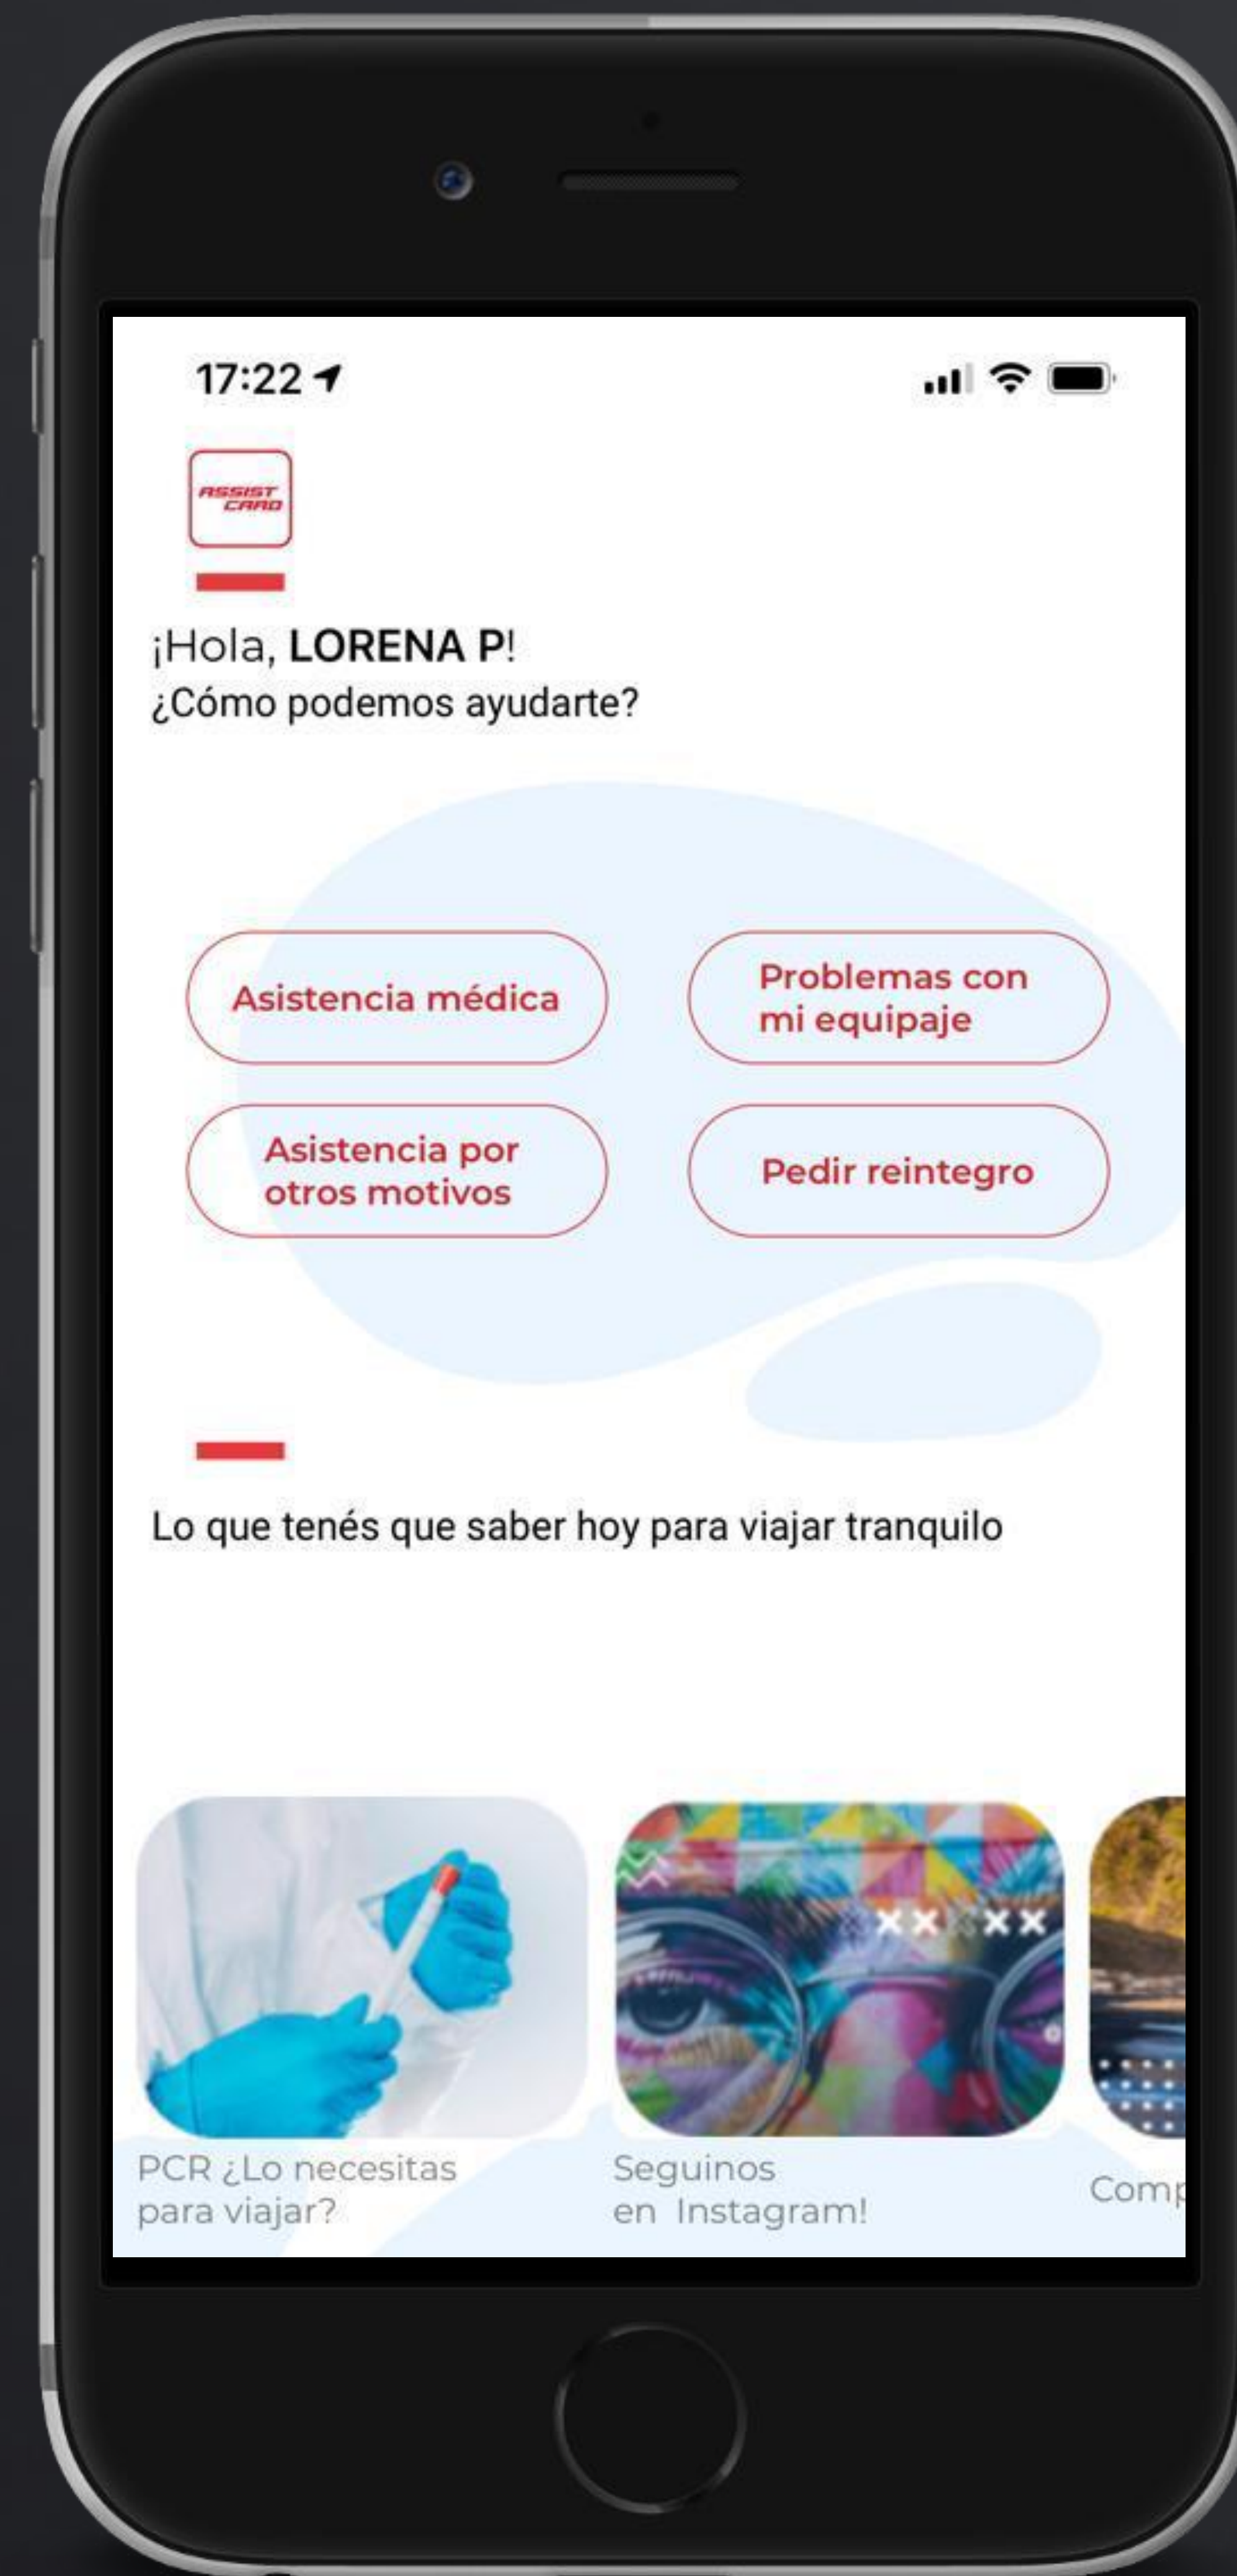 17:22
ASSIST
CARD
¡Hola, LORENA P!
¿Cómo podemos ayudarte?
Asistencia médica
Problemas con
mi equipaje
Asistencia por
otros motivos
Pedir reintegro
Lo que tenés que saber hoy para viajar tranquilo
PCR ¿Lo necesitas
para viajar?
Seguinos
en Instagram!
Comp